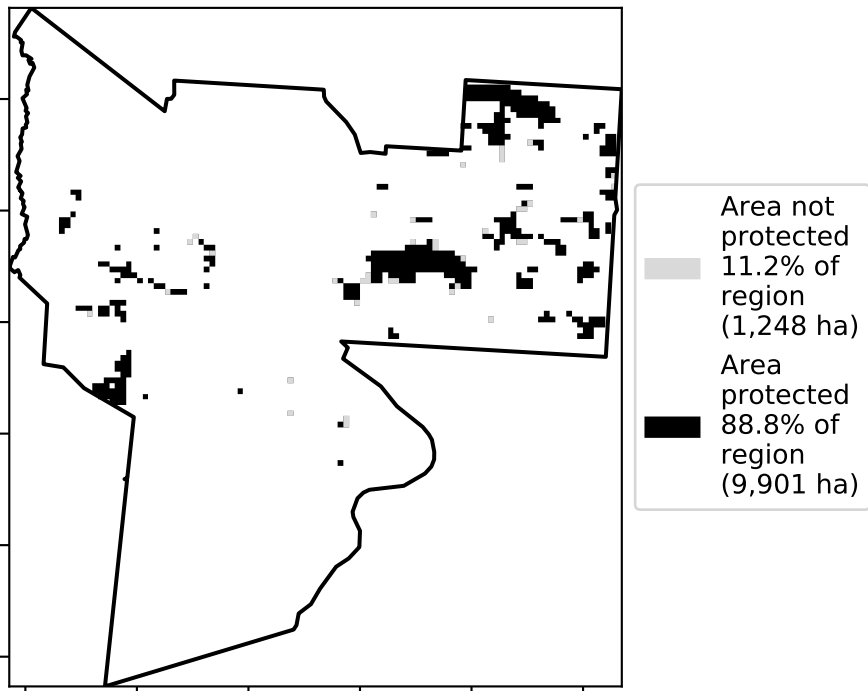 Area not
protected
11.2% of
region
(1,248 ha)
Area
protected
88.8% of
region
(9,901 ha)